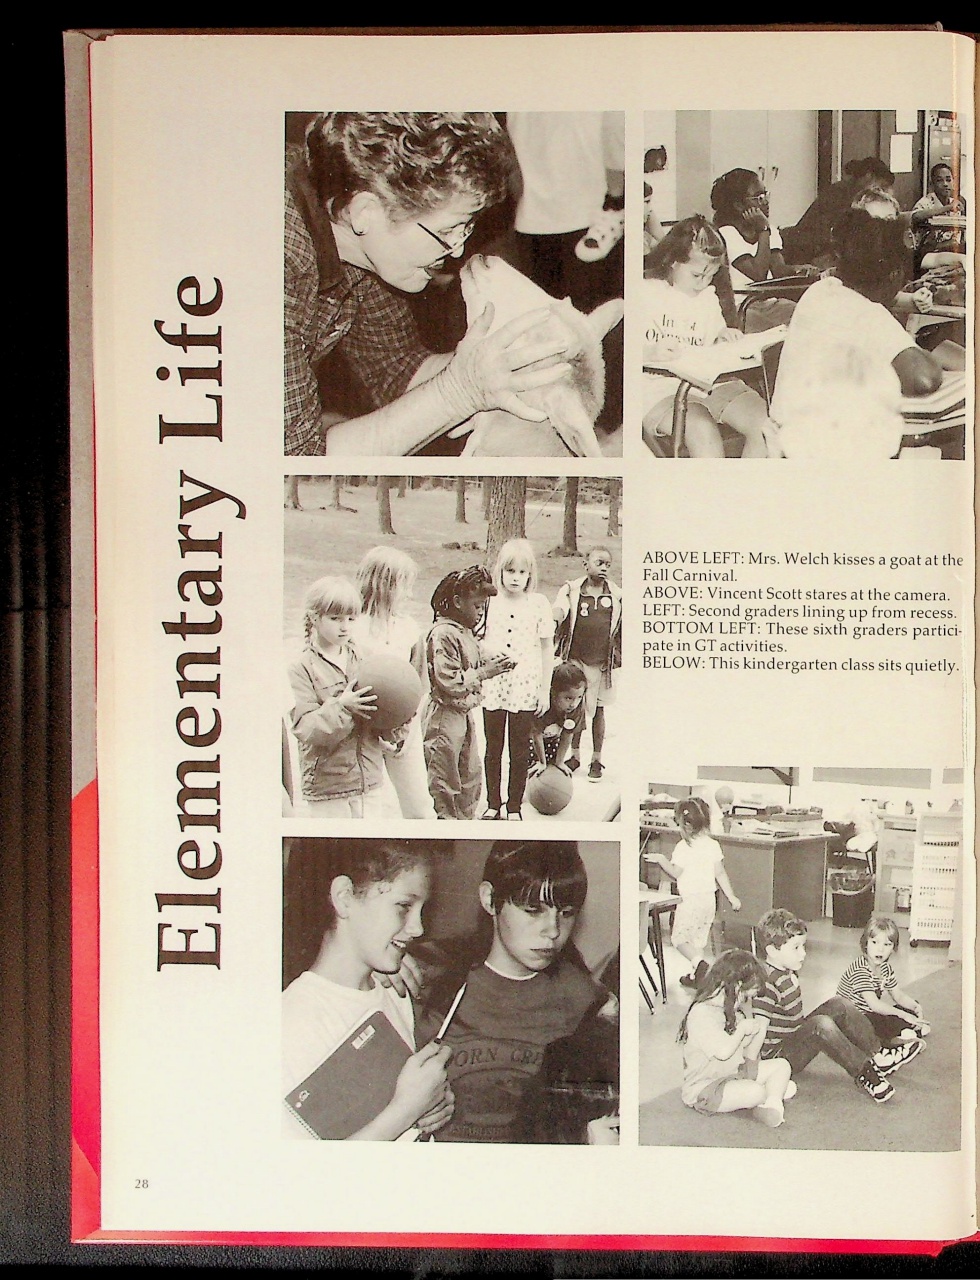 Elementary Life
ABOVE LEFT: Mrs. Welch kisses a goat at the
Fall Carnival.
ABOVE: Vincent Scott stares at the camera.
LEFT: Second graders lining up from recess.
BOTTOM LEFT: These sixth graders partici-
pate in GT activities.
BELOW: This kindergarten class sits quietly.
28